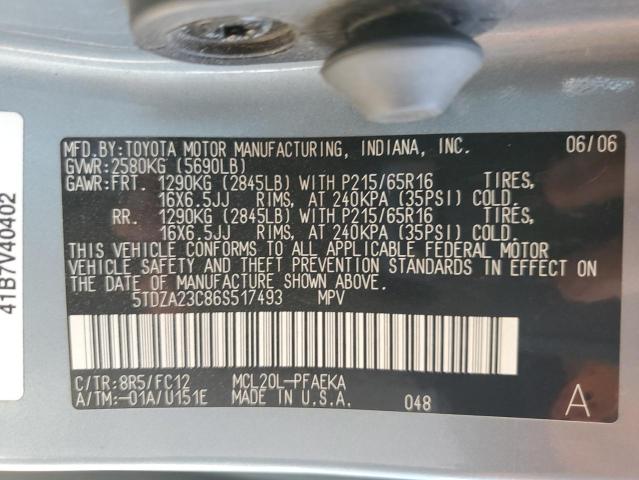 MFD.BY:TOYOTA MOTOR MANUFACTURING, INDIANA, INC. 06/06
GVWR:2580KG (5690LB)
GAWR:FRT. 1290KG (2845LB) WITH P215/65R16 TIRES,
16X6.5JJ RIMS, AT 240KPA (35PSI) COLD.
RR. 1290KG (2845LB) WITH P215/65R16 TIRES,
16X6.5JJ RIMS, AT 240KPA (35PSI) COLD.
THIS VEHICLE CONFORMS TO ALL APPLICABLE FEDERAL MOTOR
VEHICLE SAFETY AND THEFT PREVENTION STANDARDS IN EFFECT ON
THE DATE OF MANUFACTURE SHOWN ABOVE.
5TDZA23C86S517493 MPV
C/TR:8R5/FC12 MCL20L-PFAEKA
A/TM:-01A/U151E MADE IN U.S.A. 048 A
41B7V40402